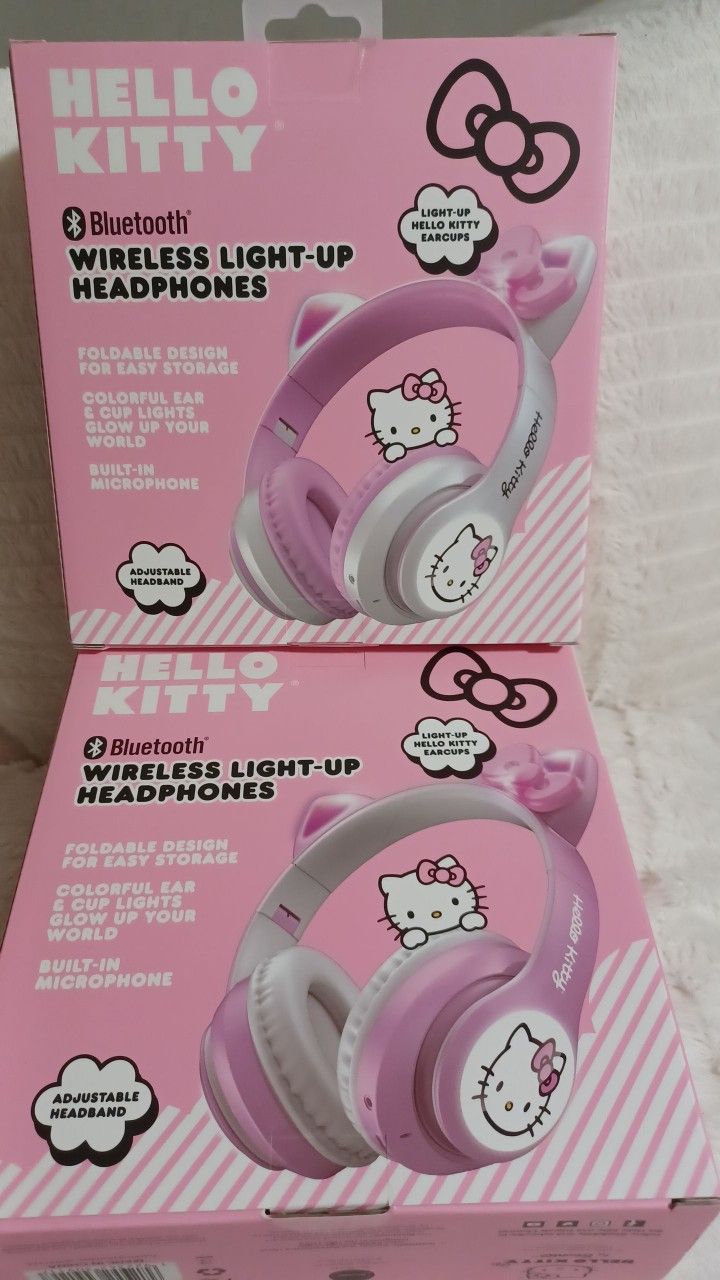 HELLO
KITTY®
Bluetooth®
WIRELESS LIGHT-UP
HEADPHONES
LIGHT-UP
HELLO KITTY
EARCUPS
FOLDABLE DESIGN
FOR EASY STORAGE
COLORFUL EAR
& CUP LIGHTS
GLOW UP YOUR
WORLD
BUILT-IN
MICROPHONE
ADJUSTABLE
HEADBAND
Hello Kitty
HELLO
KITTY®
Bluetooth®
WIRELESS LIGHT-UP
HEADPHONES
LIGHT-UP
HELLO KITTY
EARCUPS
FOLDABLE DESIGN
FOR EASY STORAGE
COLORFUL EAR
& CUP LIGHTS
GLOW UP YOUR
WORLD
BUILT-IN
MICROPHONE
ADJUSTABLE
HEADBAND
Hello Kitty
HELLO KITTY